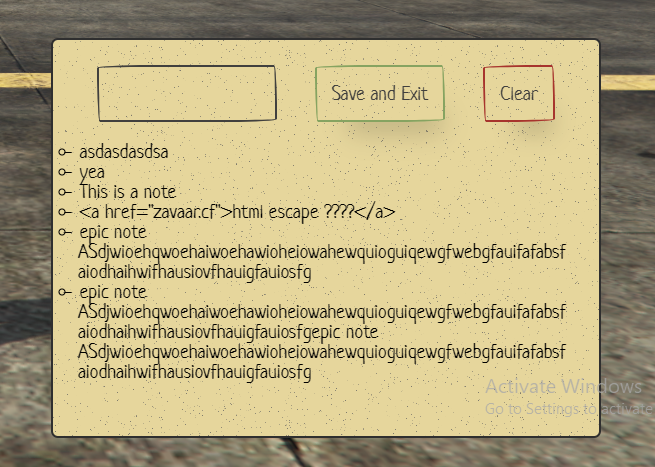 Save and Exit
Clear
asdasdasdsa
yea
This is a note
<a href="zavaar.cf">html escape ????</a>
epic note
ASdjwioehqwoehaiwoehawioheiowahewquioguiqewgfwebgfauifafabsf
aiodhaihwifhausiovfhauigfauiosfg
epic note
ASdjwioehqwoehaiwoehawioheiowahewquioguiqewgfwebgfauifafabsf
aiodhaihwifhausiovfhauigfauiosfgepic note
ASdjwioehqwoehaiwoehawioheiowahewquioguiqewgfwebgfauifafabsf
aiodhaihwifhausiovfhauigfauiosfg
Activate Windows
Go to Settings to activate